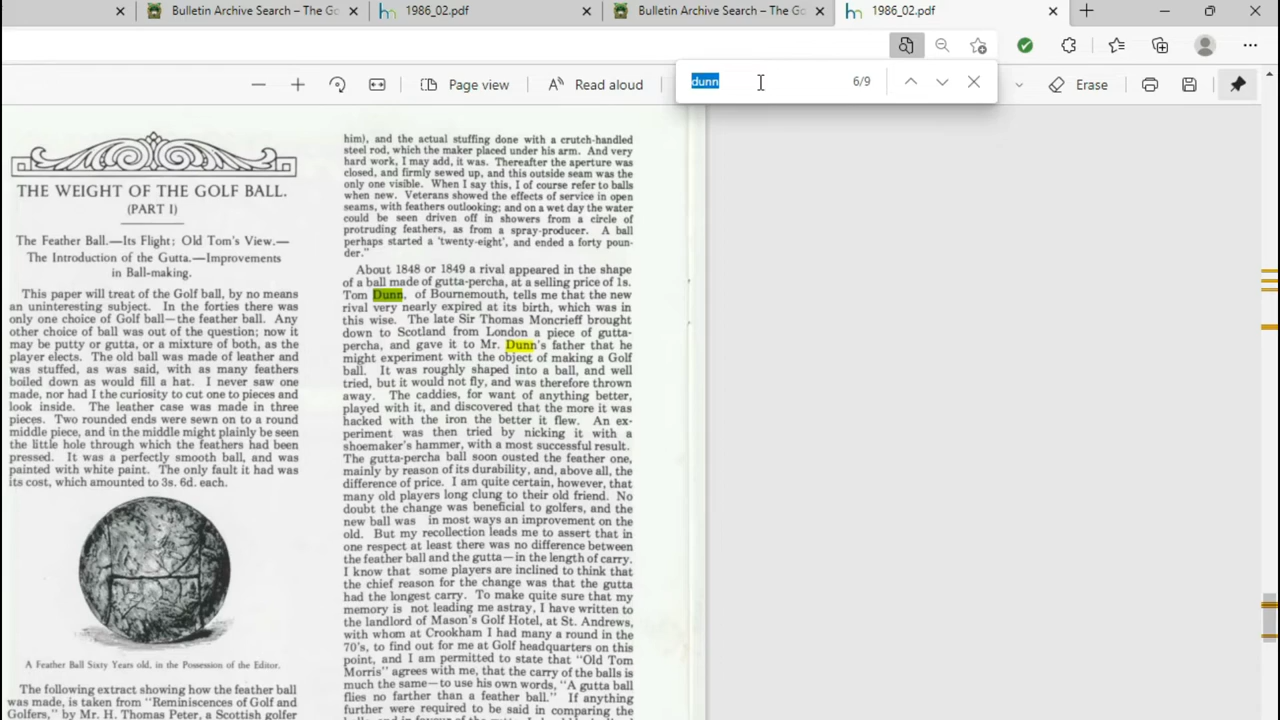 Bulletin Archive Search – The Go
1986_02.pdf
Bulletin Archive Search – The Go
1986_02.pdf
dunn
6/9
Page view
Read aloud
Erase
THE WEIGHT OF THE GOLF BALL.
(PART I)
The Feather Ball.—Its Flight; Old Tom's View.—
The Introduction of the Gutta.—Improvements
in Ball-making.
This paper will treat of the Golf ball, by no means
an uninteresting subject. In the forties there was
only one choice of Golf ball—the feather ball. Any
other choice of ball was out of the question; now it
may be putty or gutta, or a mixture of both, as the
player elects. The old ball was made of leather and
was stuffed, as was said, with as many feathers
boiled down as would fill a hat. I never saw one
made, nor had I the curiosity to cut one to pieces and
look inside. The leather case was made in three
pieces. Two rounded ends were sewn on to a round
middle piece, and in the middle might plainly be seen
the little hole through which the feathers had been
pressed. It was a perfectly smooth ball, and was
painted with white paint. The only fault it had was
its cost, which amounted to 3s. 6d. each.
A Feather Ball Sixty Years old, in the Possession of the Editor.
The following extract showing how the feather ball
was made, is taken from "Reminiscences of Golf and
Golfers," by Mr. H. Thomas Peter, a Scottish golfer
him), and the actual stuffing done with a crutch-handled
steel rod, which the maker placed under his arm. And very
hard work, I may add, it was. Thereafter the aperture was
closed, and firmly sewed up, and this outside seam was the
only one visible. When I say this, I of course refer to balls
when new. Veterans showed the effects of service in open
seams, with feathers outlooking; and on a wet day the water
could be seen driven off in showers from a circle of
protruding feathers, as from a spray-producer. A ball
perhaps started a 'twenty-eight', and ended a forty poun-
der."
About 1848 or 1849 a rival appeared in the shape
of a ball made of gutta-percha, at a selling price of 1s.
Tom Dunn, of Bournemouth, tells me that the new
rival very nearly expired at its birth, which was in
this wise. The late Sir Thomas Moncrieff brought
down to Scotland from London a piece of gutta-
percha, and gave it to Mr. Dunn's father that he
might experiment with the object of making a Golf
ball. It was roughly shaped into a ball, and well
tried, but it would not fly, and was therefore thrown
away. The caddies, for want of anything better,
played with it, and discovered that the more it was
hacked with the iron the better it flew. An ex-
periment was then tried by nicking it with a
shoemaker's hammer, with a most successful result.
The gutta-percha ball soon ousted the feather one,
mainly by reason of its durability, and, above all, the
difference of price. I am quite certain, however, that
many old players long clung to their old friend. No
doubt the change was beneficial to golfers, and the
new ball was in most ways an improvement on the
old. But my recollection leads me to assert that in
one respect at least there was no difference between
the feather ball and the gutta—in the length of carry.
I know that some players are inclined to think that
the chief reason for the change was that the gutta
had the longest carry. To make quite sure that my
memory is not leading me astray, I have written to
the landlord of Mason's Golf Hotel, at St. Andrews,
with whom at Crookham I had many a round in the
70's, to find out for me at Golf headquarters on this
point, and I am permitted to state that "Old Tom
Morris" agrees with me, that the carry of the balls is
much the same—to use his own words, "A gutta ball
flies no farther than a feather ball." If anything
further were required to be said in comparing the